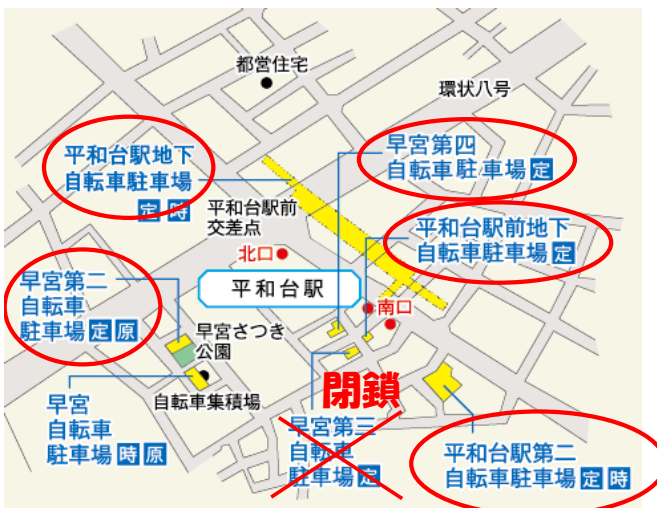 都営住宅
環状八号
平和台駅地下
自転車駐車場
定 時
早宮第四
自転車駐車場 定
平和台駅前
交差点
平和台駅前地下
自転車駐車場 定
北口
平和台駅
南口
早宮第二
自転車
駐車場 定 原
早宮さつき
公園
自転車集積場
早宮
自転車
駐車場 時 原
閉鎖
早宮第三
自転車
駐車場 定
平和台駅第二
自転車駐車場 定 時